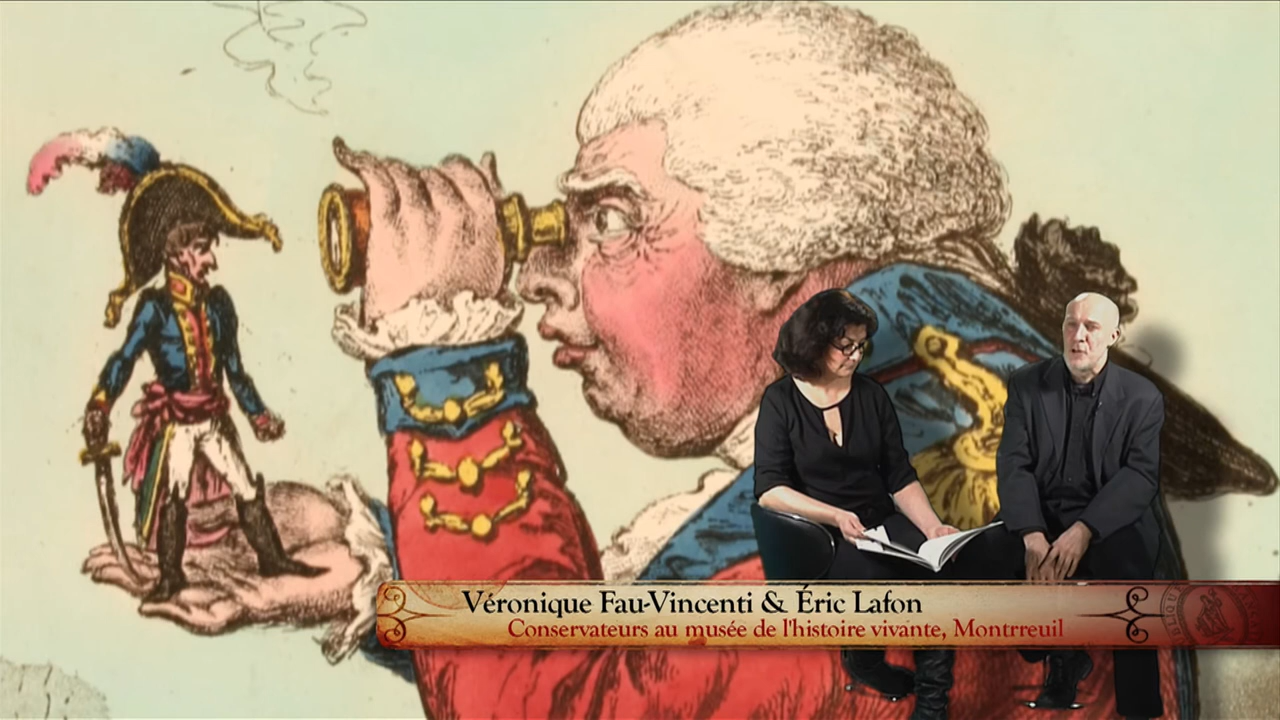 Véronique Fau-Vincenti & Éric Lafon
Conservateurs au musée de l'histoire vivante, Montrreuil